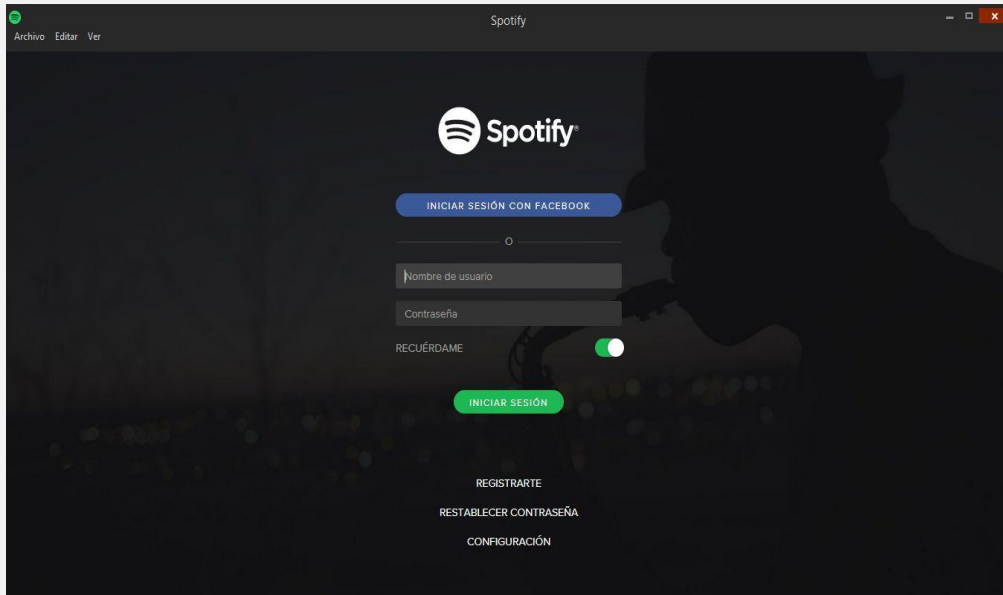 Spotify
Archivo Editar Ver
Spotify®
INICIAR SESIÓN CON FACEBOOK
O
Nombre de usuario
Contraseña
RECUÉRDAME
INICIAR SESIÓN
REGISTRARTE
RESTABLECER CONTRASEÑA
CONFIGURACIÓN